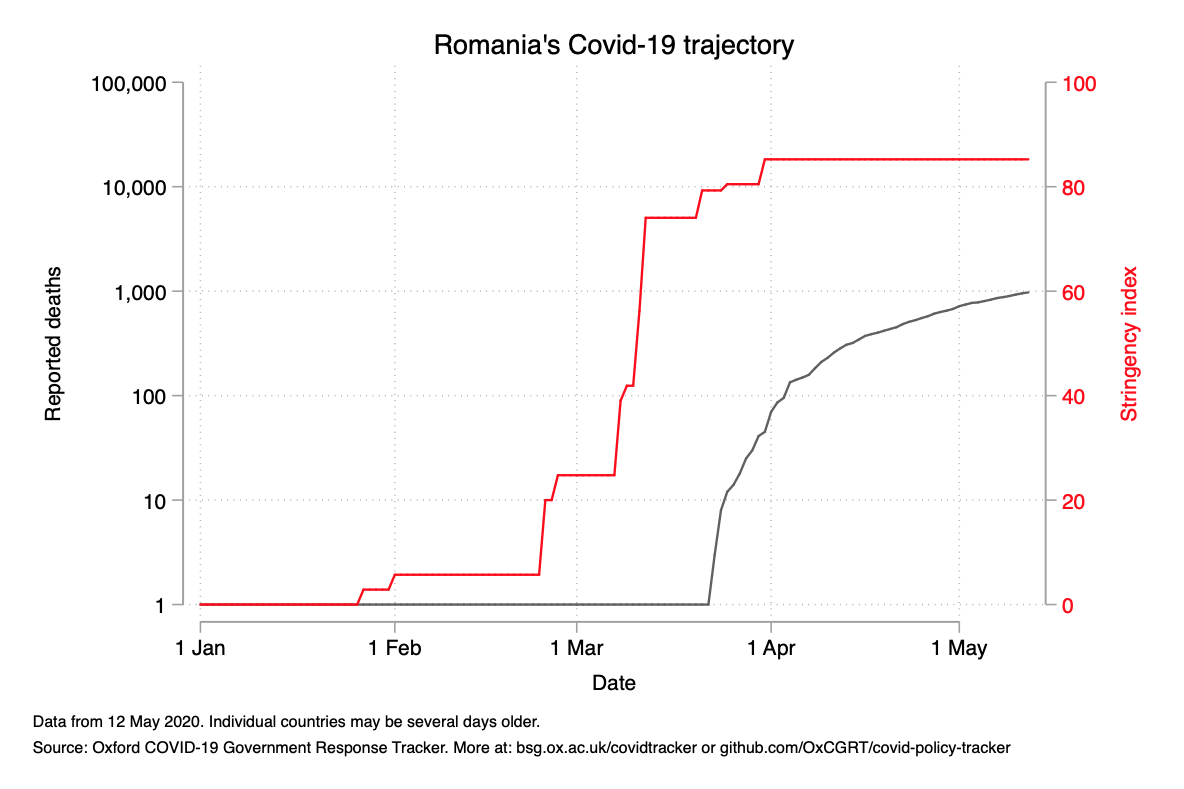 Romania's Covid-19 trajectory
100,000
10,000
1,000
100
10
1
Reported deaths
100
80
60
40
20
0
Stringency index
1 Jan 1 Feb 1 Mar 1 Apr 1 May
Date
Data from 12 May 2020. Individual countries may be several days older.
Source: Oxford COVID-19 Government Response Tracker. More at: bsg.ox.ac.uk/covidtracker or github.com/OxCGRT/covid-policy-tracker